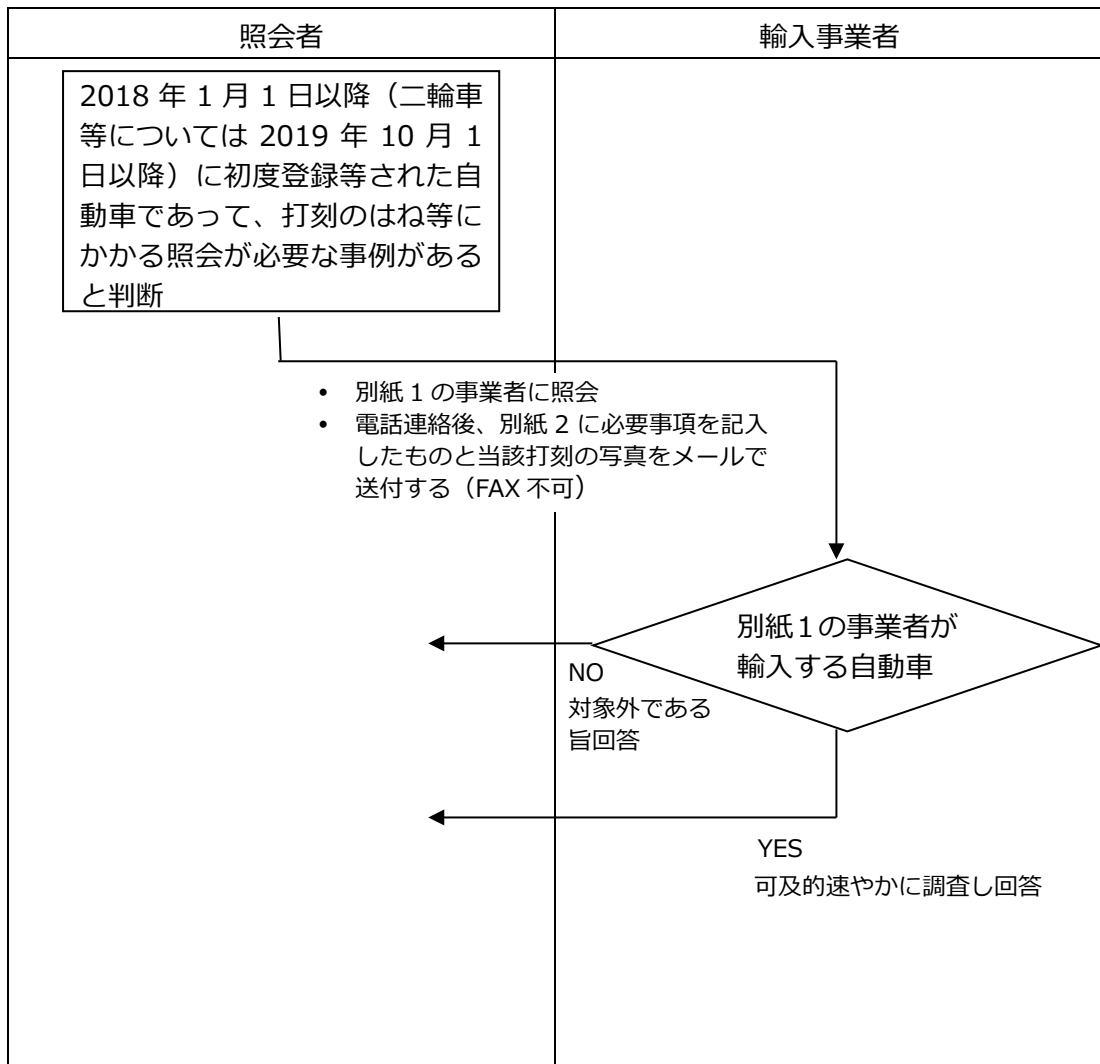 照会者
輸入事業者
2018 年 1 月 1 日以降（二輪車
等については 2019 年 10 月 1
日以降）に初度登録等された自
動車であって、打刻のはね等に
かかる照会が必要な事例がある
と判断
• 別紙 1 の事業者に照会
• 電話連絡後、別紙 2 に必要事項を記入
したものと当該打刻の写真をメールで
送付する（FAX 不可）
別紙１の事業者が
輸入する自動車
NO
対象外である
旨回答
YES
可及的速やかに調査し回答